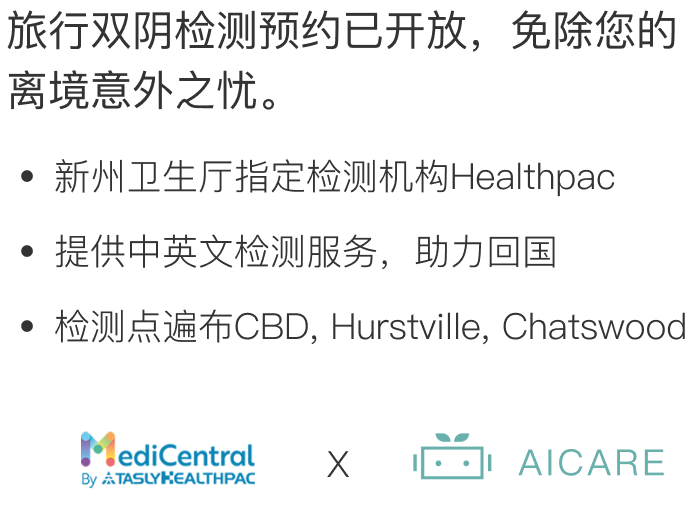 旅行双阴检测预约已开放，免除您的
离境意外之忧。
• 新州卫生厅指定检测机构Healthpac
• 提供中英文检测服务，助力回国
• 检测点遍布CBD, Hurstville, Chatswood
MediCentral
By TASLYHEALTHPAC
X
AICARE